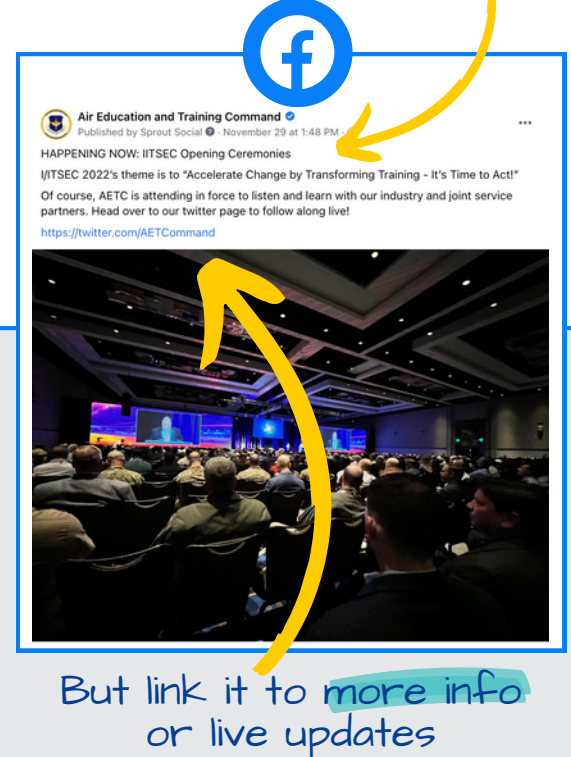 Air Education and Training Command
Published by Sprout Social · November 29 at 1:48 PM ·
HAPPENING NOW: IITSEC Opening Ceremonies
I/ITSEC 2022's theme is to “Accelerate Change by Transforming Training - It's Time to Act!”
Of course, AETC is attending in force to listen and learn with our industry and joint service
partners. Head over to our twitter page to follow along live!
https://twitter.com/AETCommand
But link it to more info
or live updates